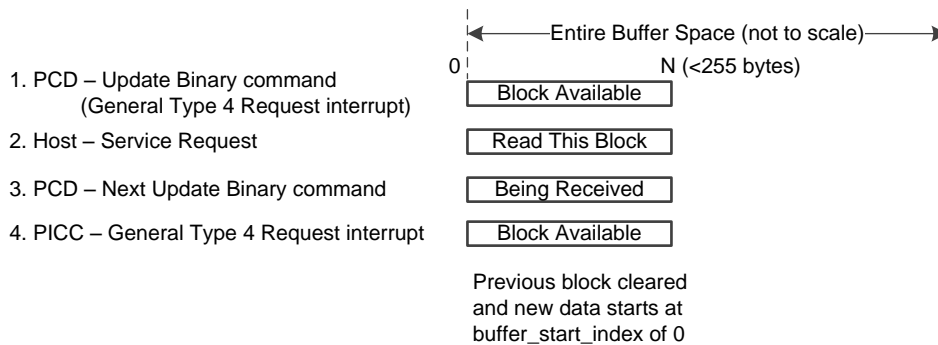 Entire Buffer Space (not to scale)
0
N (<255 bytes)
1. PCD – Update Binary command
(General Type 4 Request interrupt)
Block Available
2. Host – Service Request
Read This Block
3. PCD – Next Update Binary command
Being Received
4. PICC – General Type 4 Request interrupt
Block Available
Previous block cleared
and new data starts at
buffer_start_index of 0